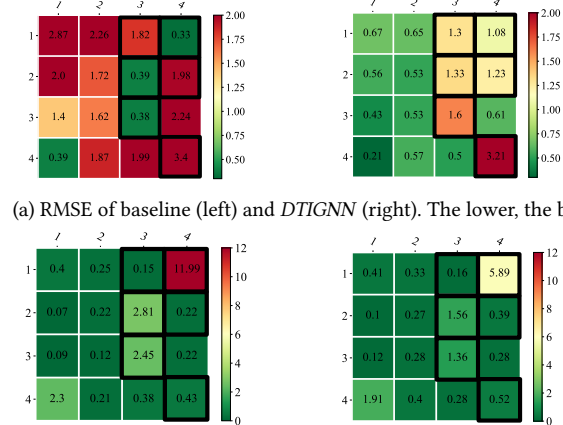 1 2 3 4
1 2.87 2.26 1.82 0.33
2 2.0 1.72 0.39 1.98
3 1.4 1.62 0.38 2.24
4 0.39 1.87 1.99 3.4
2.00
1.75
1.50
1.25
1.00
0.75
0.50
1 2 3 4
1 0.67 0.65 1.3 1.08
2 0.56 0.53 1.33 1.23
3 0.43 0.53 1.6 0.61
4 0.21 0.57 0.5 3.21
2.00
1.75
1.50
1.25
1.00
0.75
0.50
(a) RMSE of baseline (left) and DTIGNN (right). The lower, the b
1 2 3 4
1 0.4 0.25 0.15 11.99
2 0.07 0.22 2.81 0.22
3 0.09 0.12 2.45 0.22
4 2.3 0.21 0.38 0.43
12
10
8
6
4
2
0
1 2 3 4
1 0.41 0.33 0.16 5.89
2 0.1 0.27 1.56 0.39
3 0.12 0.28 1.36 0.28
4 1.91 0.4 0.28 0.52
12
10
8
6
4
2
0